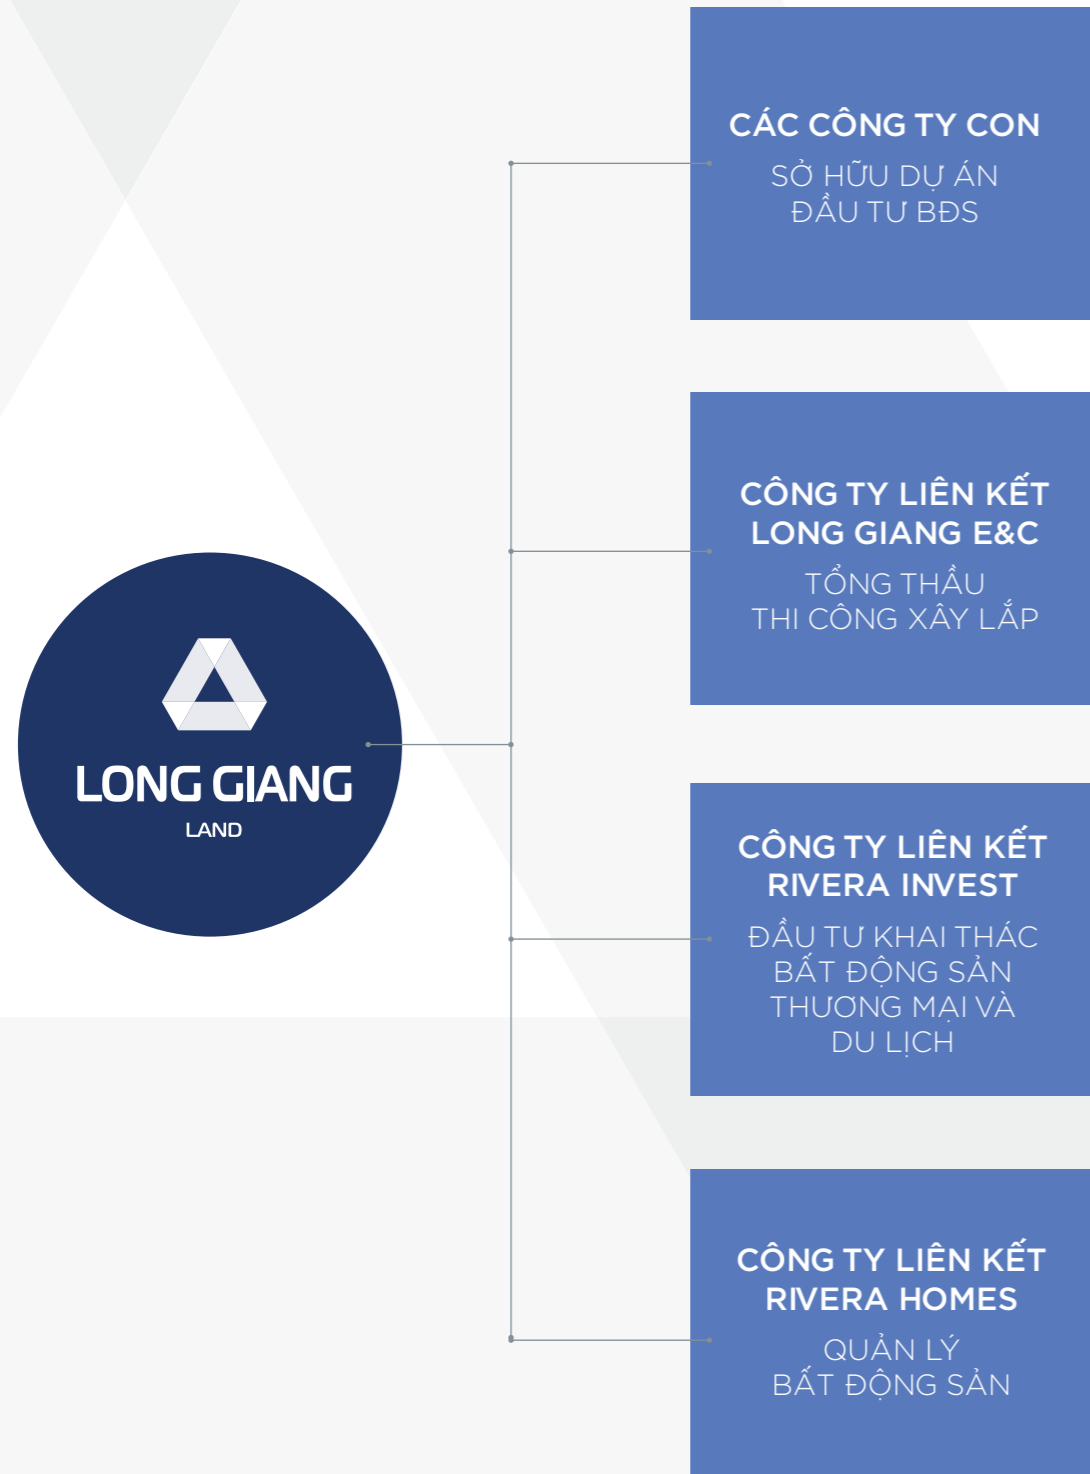 CÁC CÔNG TY CON
SỞ HỮU DỰ ÁN
ĐẦU TƯ BĐS
CÔNG TY LIÊN KẾT
LONG GIANG E&C
TỔNG THẦU
THI CÔNG XÂY LẮP
LONG GIANG
LAND
CÔNG TY LIÊN KẾT
RIVERA INVEST
ĐẦU TƯ KHAI THÁC
BẤT ĐỘNG SẢN
THƯƠNG MẠI VÀ
DU LỊCH
CÔNG TY LIÊN KẾT
RIVERA HOMES
QUẢN LÝ
BẤT ĐỘNG SẢN